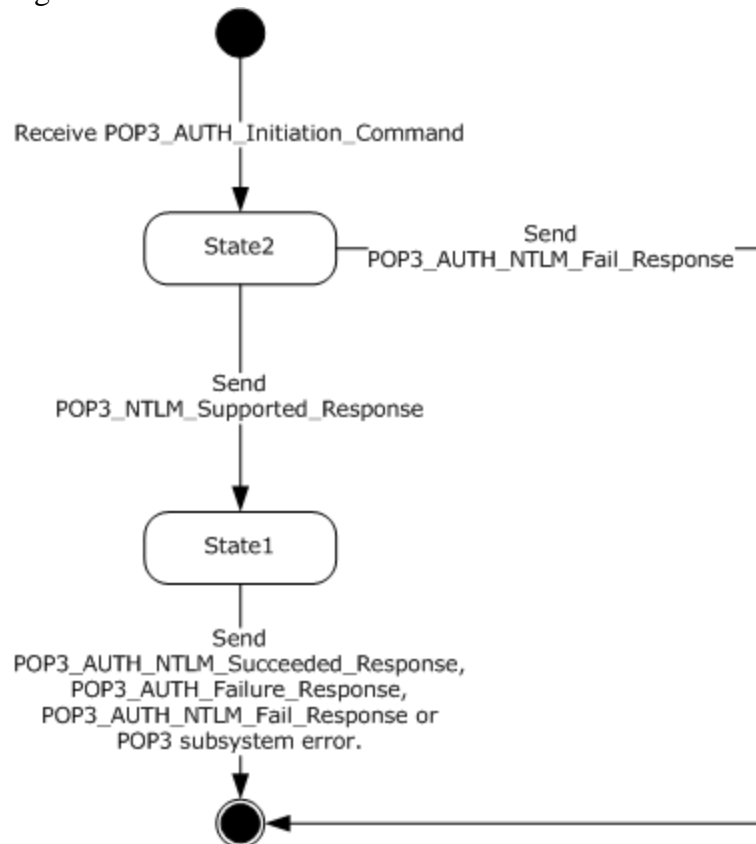 Receive POP3_AUTH_Initiation_Command
State2
Send
POP3_AUTH_NTLM_Fail_Response
Send
POP3_NTLM_Supported_Response
State1
Send
POP3_AUTH_NTLM_Succeeded_Response,
POP3_AUTH_Failure_Response,
POP3_AUTH_NTLM_Fail_Response or
POP3 subsystem error.